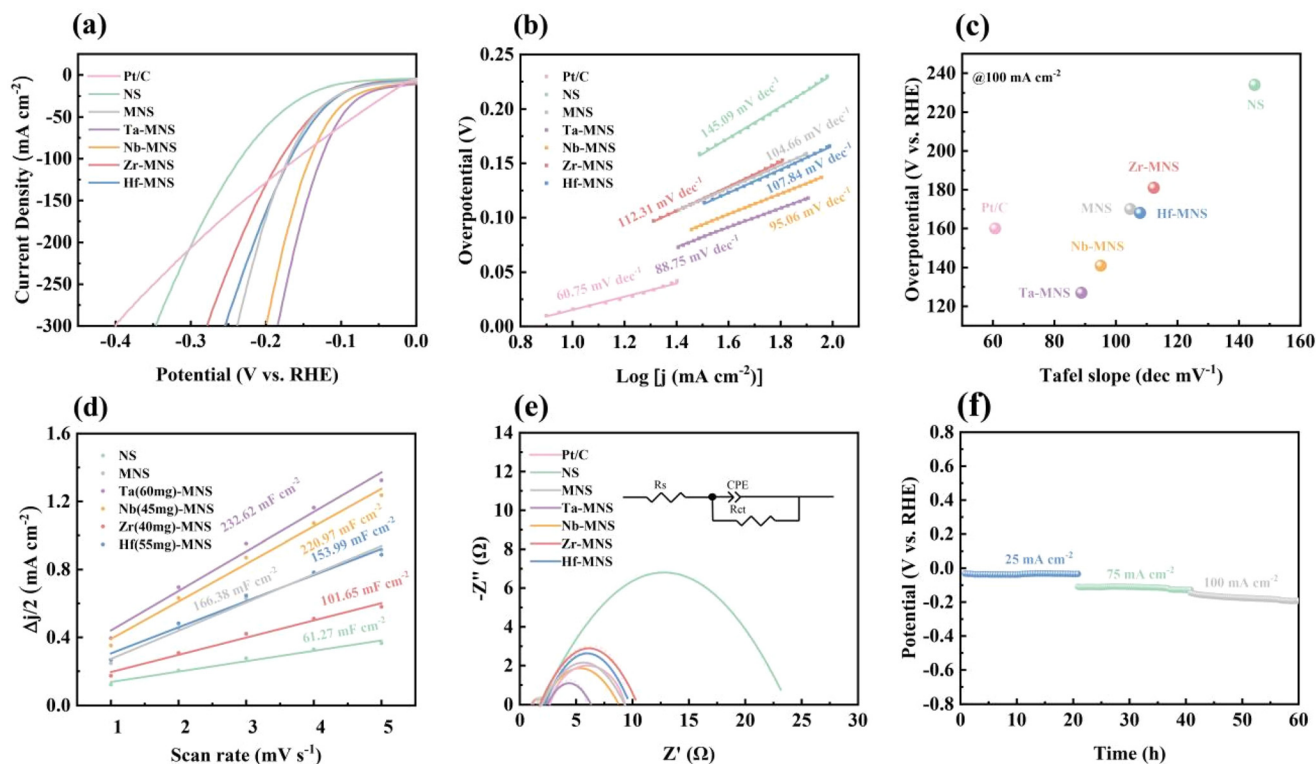 (a)
0
-50
-100
-150
-200
-250
-300
-0.4
-0.3
-0.2
-0.1
0.0
Current Density (mA cm⁻²)
Potential (V vs. RHE)
Pt/C
NS
MNS
Ta-MNS
Nb-MNS
Zr-MNS
Hf-MNS
(b)
0.25
0.20
0.15
0.10
0.05
0.00
0.8
1.0
1.2
1.4
1.6
1.8
2.0
Overpotential (V)
Log [j (mA cm⁻²)]
Pt/C
NS
MNS
Ta-MNS
Nb-MNS
Zr-MNS
Hf-MNS
145.09 mV dec⁻¹
104.66 mV dec⁻¹
107.84 mV dec⁻¹
112.31 mV dec⁻¹
95.06 mV dec⁻¹
88.75 mV dec⁻¹
60.75 mV dec⁻¹
(c)
@100 mA cm⁻²
240
220
200
180
160
140
120
60
80
100
120
140
160
Overpotential (V vs. RHE)
Tafel slope (dec mV⁻¹)
NS
Zr-MNS
Pt/C
MNS
Hf-MNS
Nb-MNS
Ta-MNS
(d)
1.6
1.2
0.8
0.4
0.0
1
2
3
4
5
Δj/2 (mA cm⁻²)
Scan rate (mV s⁻¹)
NS
MNS
Ta(60mg)-MNS
Nb(45mg)-MNS
Zr(40mg)-MNS
Hf(55mg)-MNS
232.62 mF cm⁻²
220.97 mF cm⁻²
153.99 mF cm⁻²
166.38 mF cm⁻²
101.65 mF cm⁻²
61.27 mF cm⁻²
(e)
14
12
10
8
6
4
2
0
0
5
10
15
20
25
30
-Z'' (Ω)
Z' (Ω)
Pt/C
NS
MNS
Ta-MNS
Nb-MNS
Zr-MNS
Hf-MNS
Rs
CPE
Rct
(f)
0.8
0.6
0.4
0.2
0.0
-0.2
-0.4
-0.6
-0.8
0
10
20
30
40
50
60
Potential (V vs. RHE)
Time (h)
25 mA cm⁻²
75 mA cm⁻²
100 mA cm⁻²